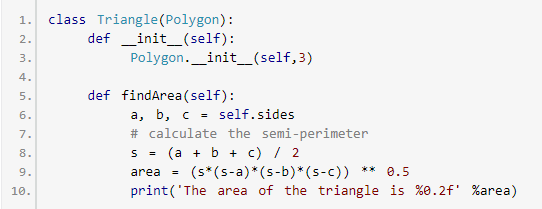 1. class Triangle(Polygon):
2.     def __init__(self):
3.         Polygon.__init__(self,3)
4.
5.     def findArea(self):
6.         a, b, c = self.sides
7.         # calculate the semi-perimeter
8.         s = (a + b + c) / 2
9.         area = (s*(s-a)*(s-b)*(s-c)) ** 0.5
10.         print('The area of the triangle is %0.2f' %area)